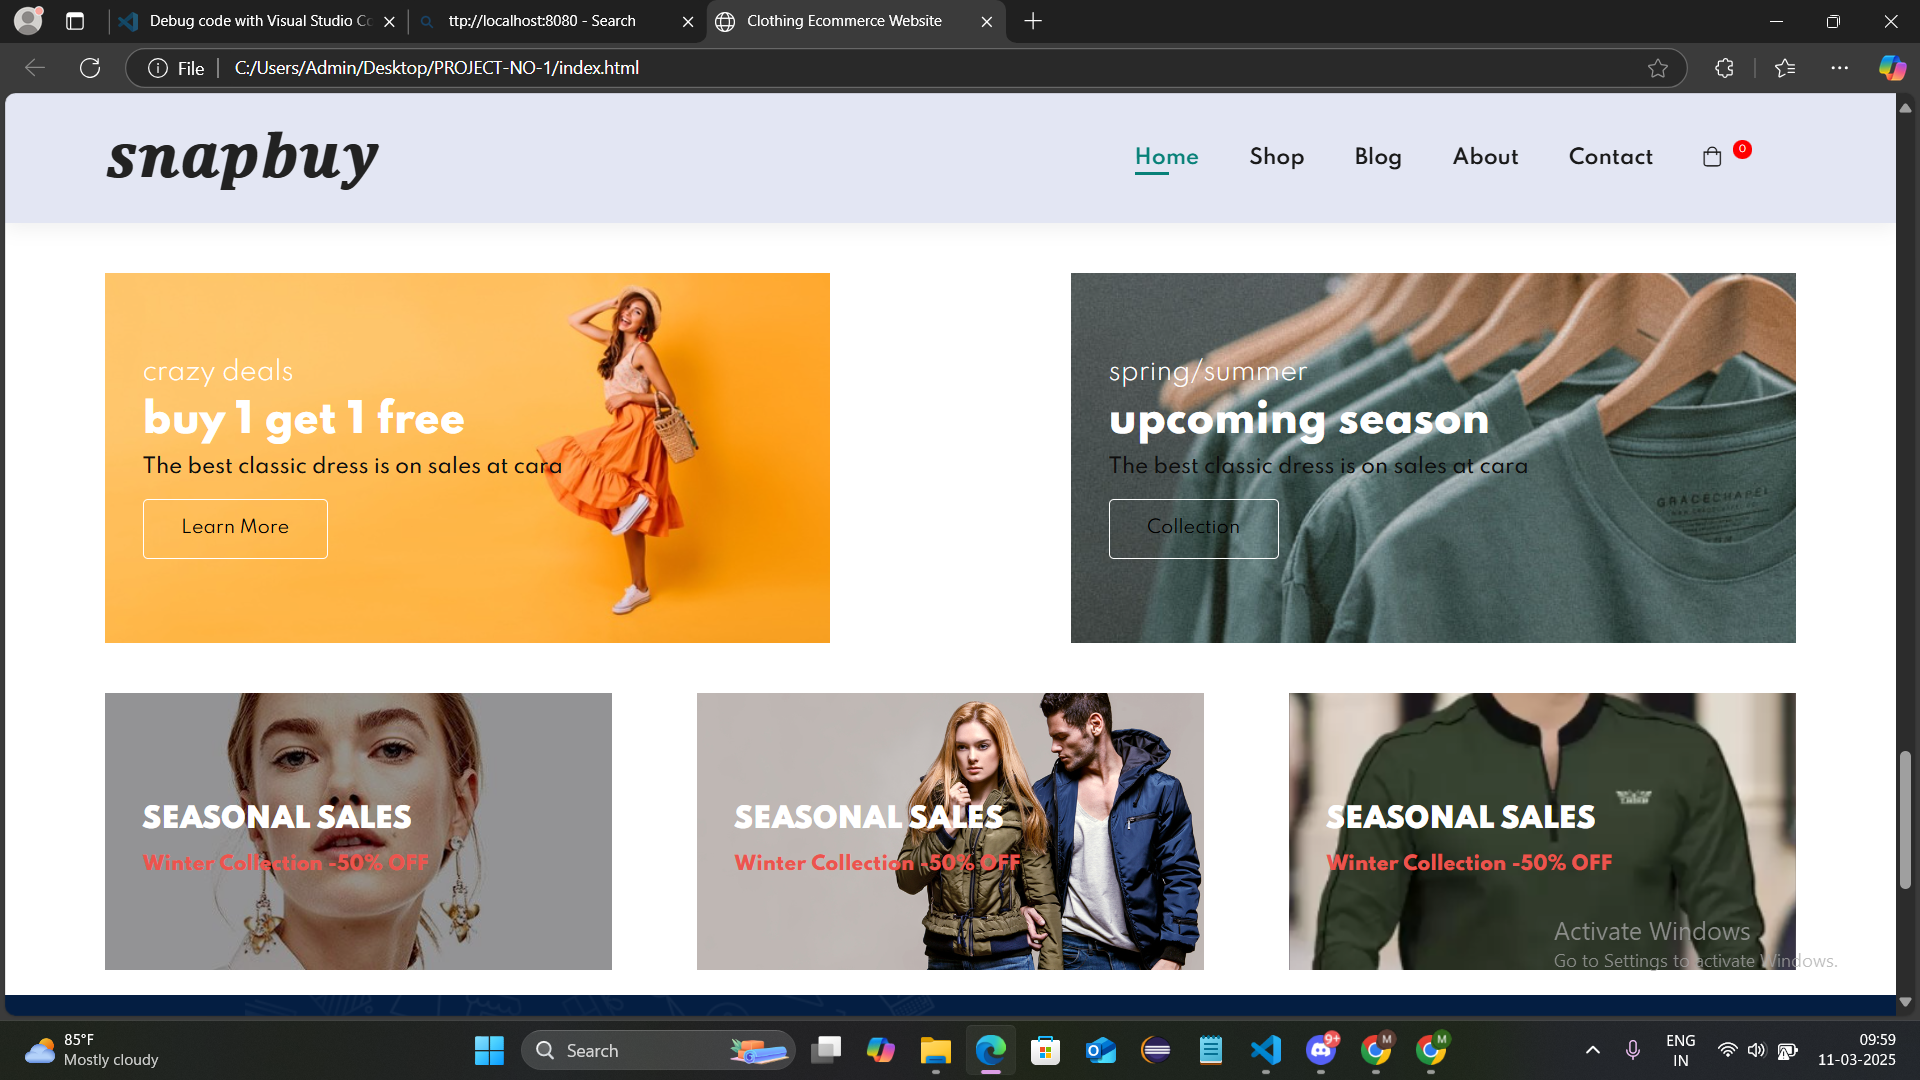 Debug code with Visual Studio Co
ttp://localhost:8080 - Search
Clothing Ecommerce Website
File
C:/Users/Admin/Desktop/PROJECT-NO-1/index.html
snapbuy
Home
Shop
Blog
About
Contact
0
crazy deals
buy 1 get 1 free
The best classic dress is on sales at cara
Learn More
spring/summer
upcoming season
The best classic dress is on sales at cara
Collection
GRACECHAPEL
SEASONAL SALES
Winter Collection -50% OFF
SEASONAL SALES
Winter Collection -50% OFF
SEASONAL SALES
Winter Collection -50% OFF
Activate Windows
Go to Settings to activate Windows.
85°F
Mostly cloudy
Search
9+
M
M
ENG
IN
09:59
11-03-2025